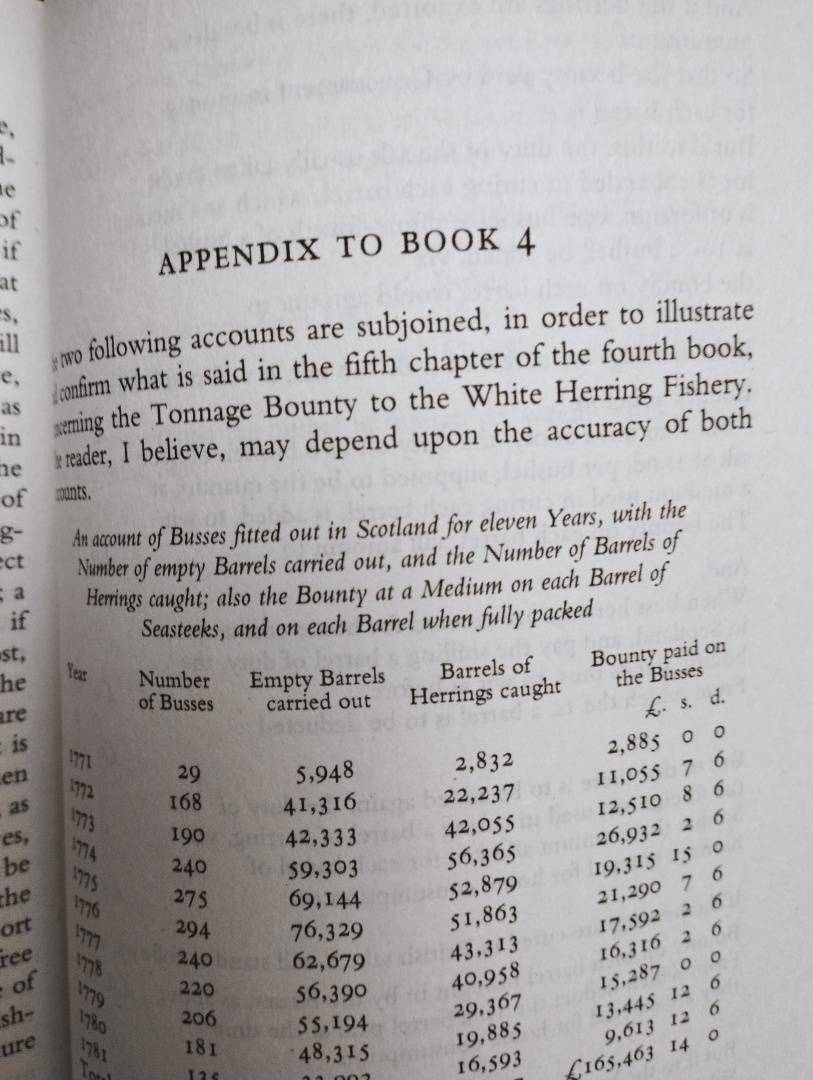 APPENDIX TO BOOK 4
two following accounts are subjoined, in order to illustrate
confirm what is said in the fifth chapter of the fourth book,
the Tonnage Bounty to the White Herring Fishery.
reader, I believe, may depend upon the accuracy of both
An account of Busses fitted out in Scotland for eleven Years, with the
Number of empty Barrels carried out, and the Number of Barrels of
Herrings caught; also the Bounty at a Medium on each Barrel of
Seasteeks, and on each Barrel when fully packed
Year Number of Busses Empty Barrels carried out Barrels of Herrings caught Bounty paid on the Busses
£. s. d.
1771 29 5,948 2,832 2,885 0 0
1772 168 41,316 22,237 11,055 7 6
1773 190 42,333 42,055 12,510 8 6
1774 240 59,303 56,365 26,932 2 6
1775 275 69,144 52,879 19,315 15 0
1776 294 76,329 51,863 21,290 7 6
1777 240 62,679 43,313 17,592 2 6
1778 220 56,390 40,958 16,316 2 6
1779 206 55,194 29,367 15,287 0 0
1780 181 48,315 19,885 13,445 12 6
1781 16,593 9,613 12 6
£165,463 14 0